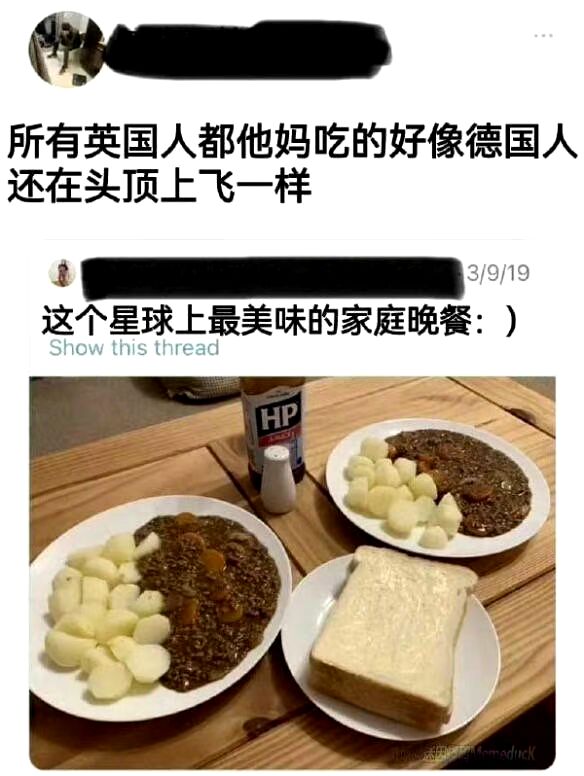 所有英国人都他妈吃的好像德国人
还在头顶上飞一样
3/9/19
这个星球上最美味的家庭晚餐：）
Show this thread
HP
SAUCE
MemeducK